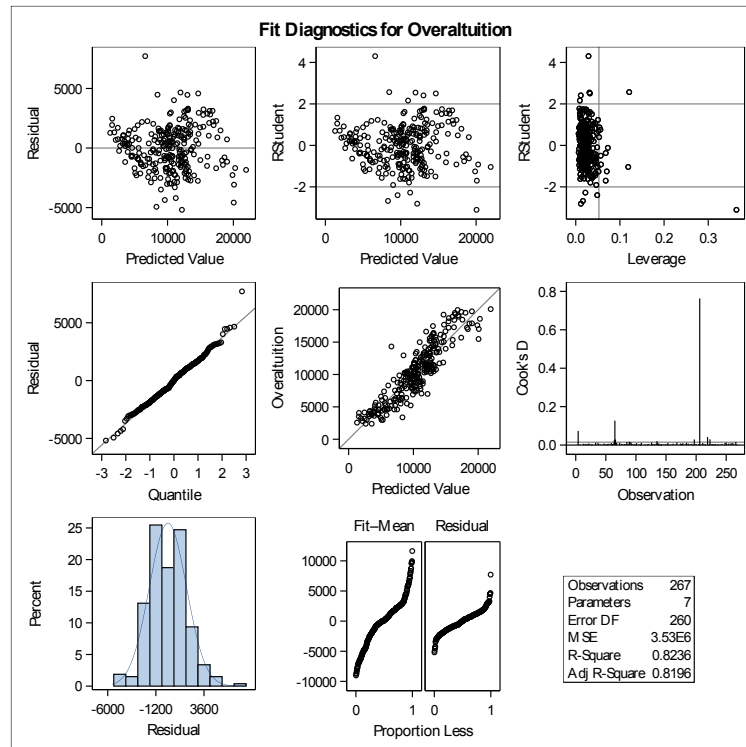 Fit Diagnostics for Overaltuition
5000
0
-5000
Residual
0 10000 20000
Predicted Value
4
2
0
-2
RStudent
0 10000 20000
Predicted Value
4
2
0
-2
RStudent
0.0 0.1 0.2 0.3
Leverage
5000
0
-5000
Residual
-3 -2 -1 0 1 2 3
Quantile
20000
15000
10000
5000
0
Overaltuition
0 10000 20000
Predicted Value
0.8
0.6
0.4
0.2
0.0
Cook's D
0 50 100 150 200 250
Observation
25
20
15
10
5
0
Percent
-6000 -1200 3600
Residual
Fit–Mean Residual
10000
5000
0
-5000
-10000
0 1 0 1
Proportion Less
Observations 267
Parameters 7
Error DF 260
MSE 3.53E6
R-Square 0.8236
Adj R-Square 0.8196